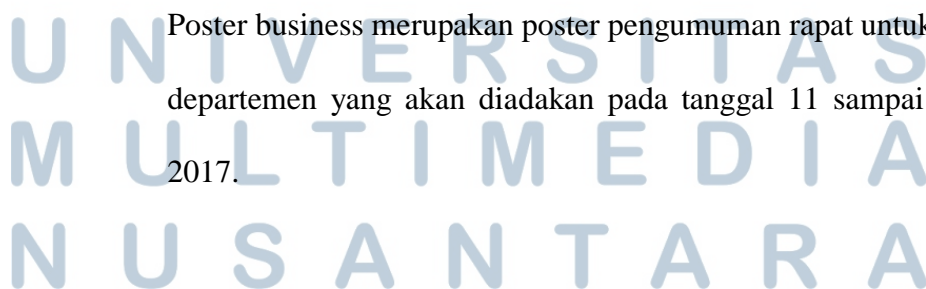 Poster business merupakan poster pengumuman rapat untuk
UNIVERSITAS
departemen yang akan diadakan pada tanggal 11 sampai
MULTIMEDIA
2017.
NUSANTARA